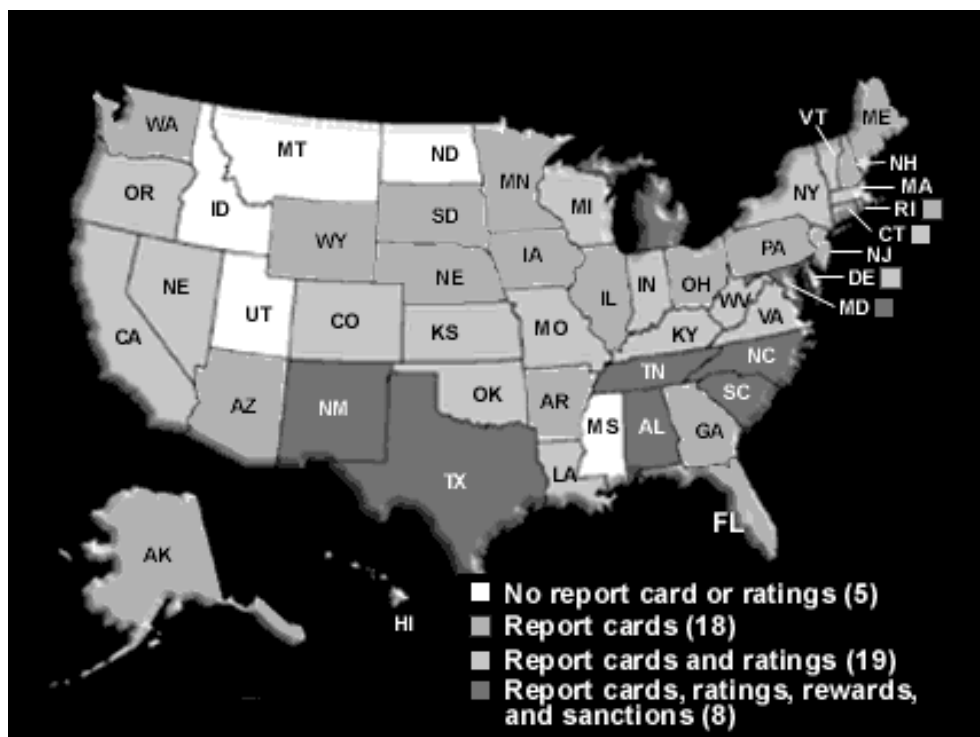 WA
MT
ND
MN
VT
ME
NH
MA
RI
CT
NJ
DE
MD
OR
ID
WY
SD
MI
NY
IA
PA
NE
NE
UT
CO
KS
MO
IL
IN
OH
WV
VA
KY
CA
AZ
NM
OK
AR
TN
NC
SC
MS
AL
GA
TX
LA
FL
AK
HI
No report card or ratings (5)
Report cards (18)
Report cards and ratings (19)
Report cards, ratings, rewards,
and sanctions (8)